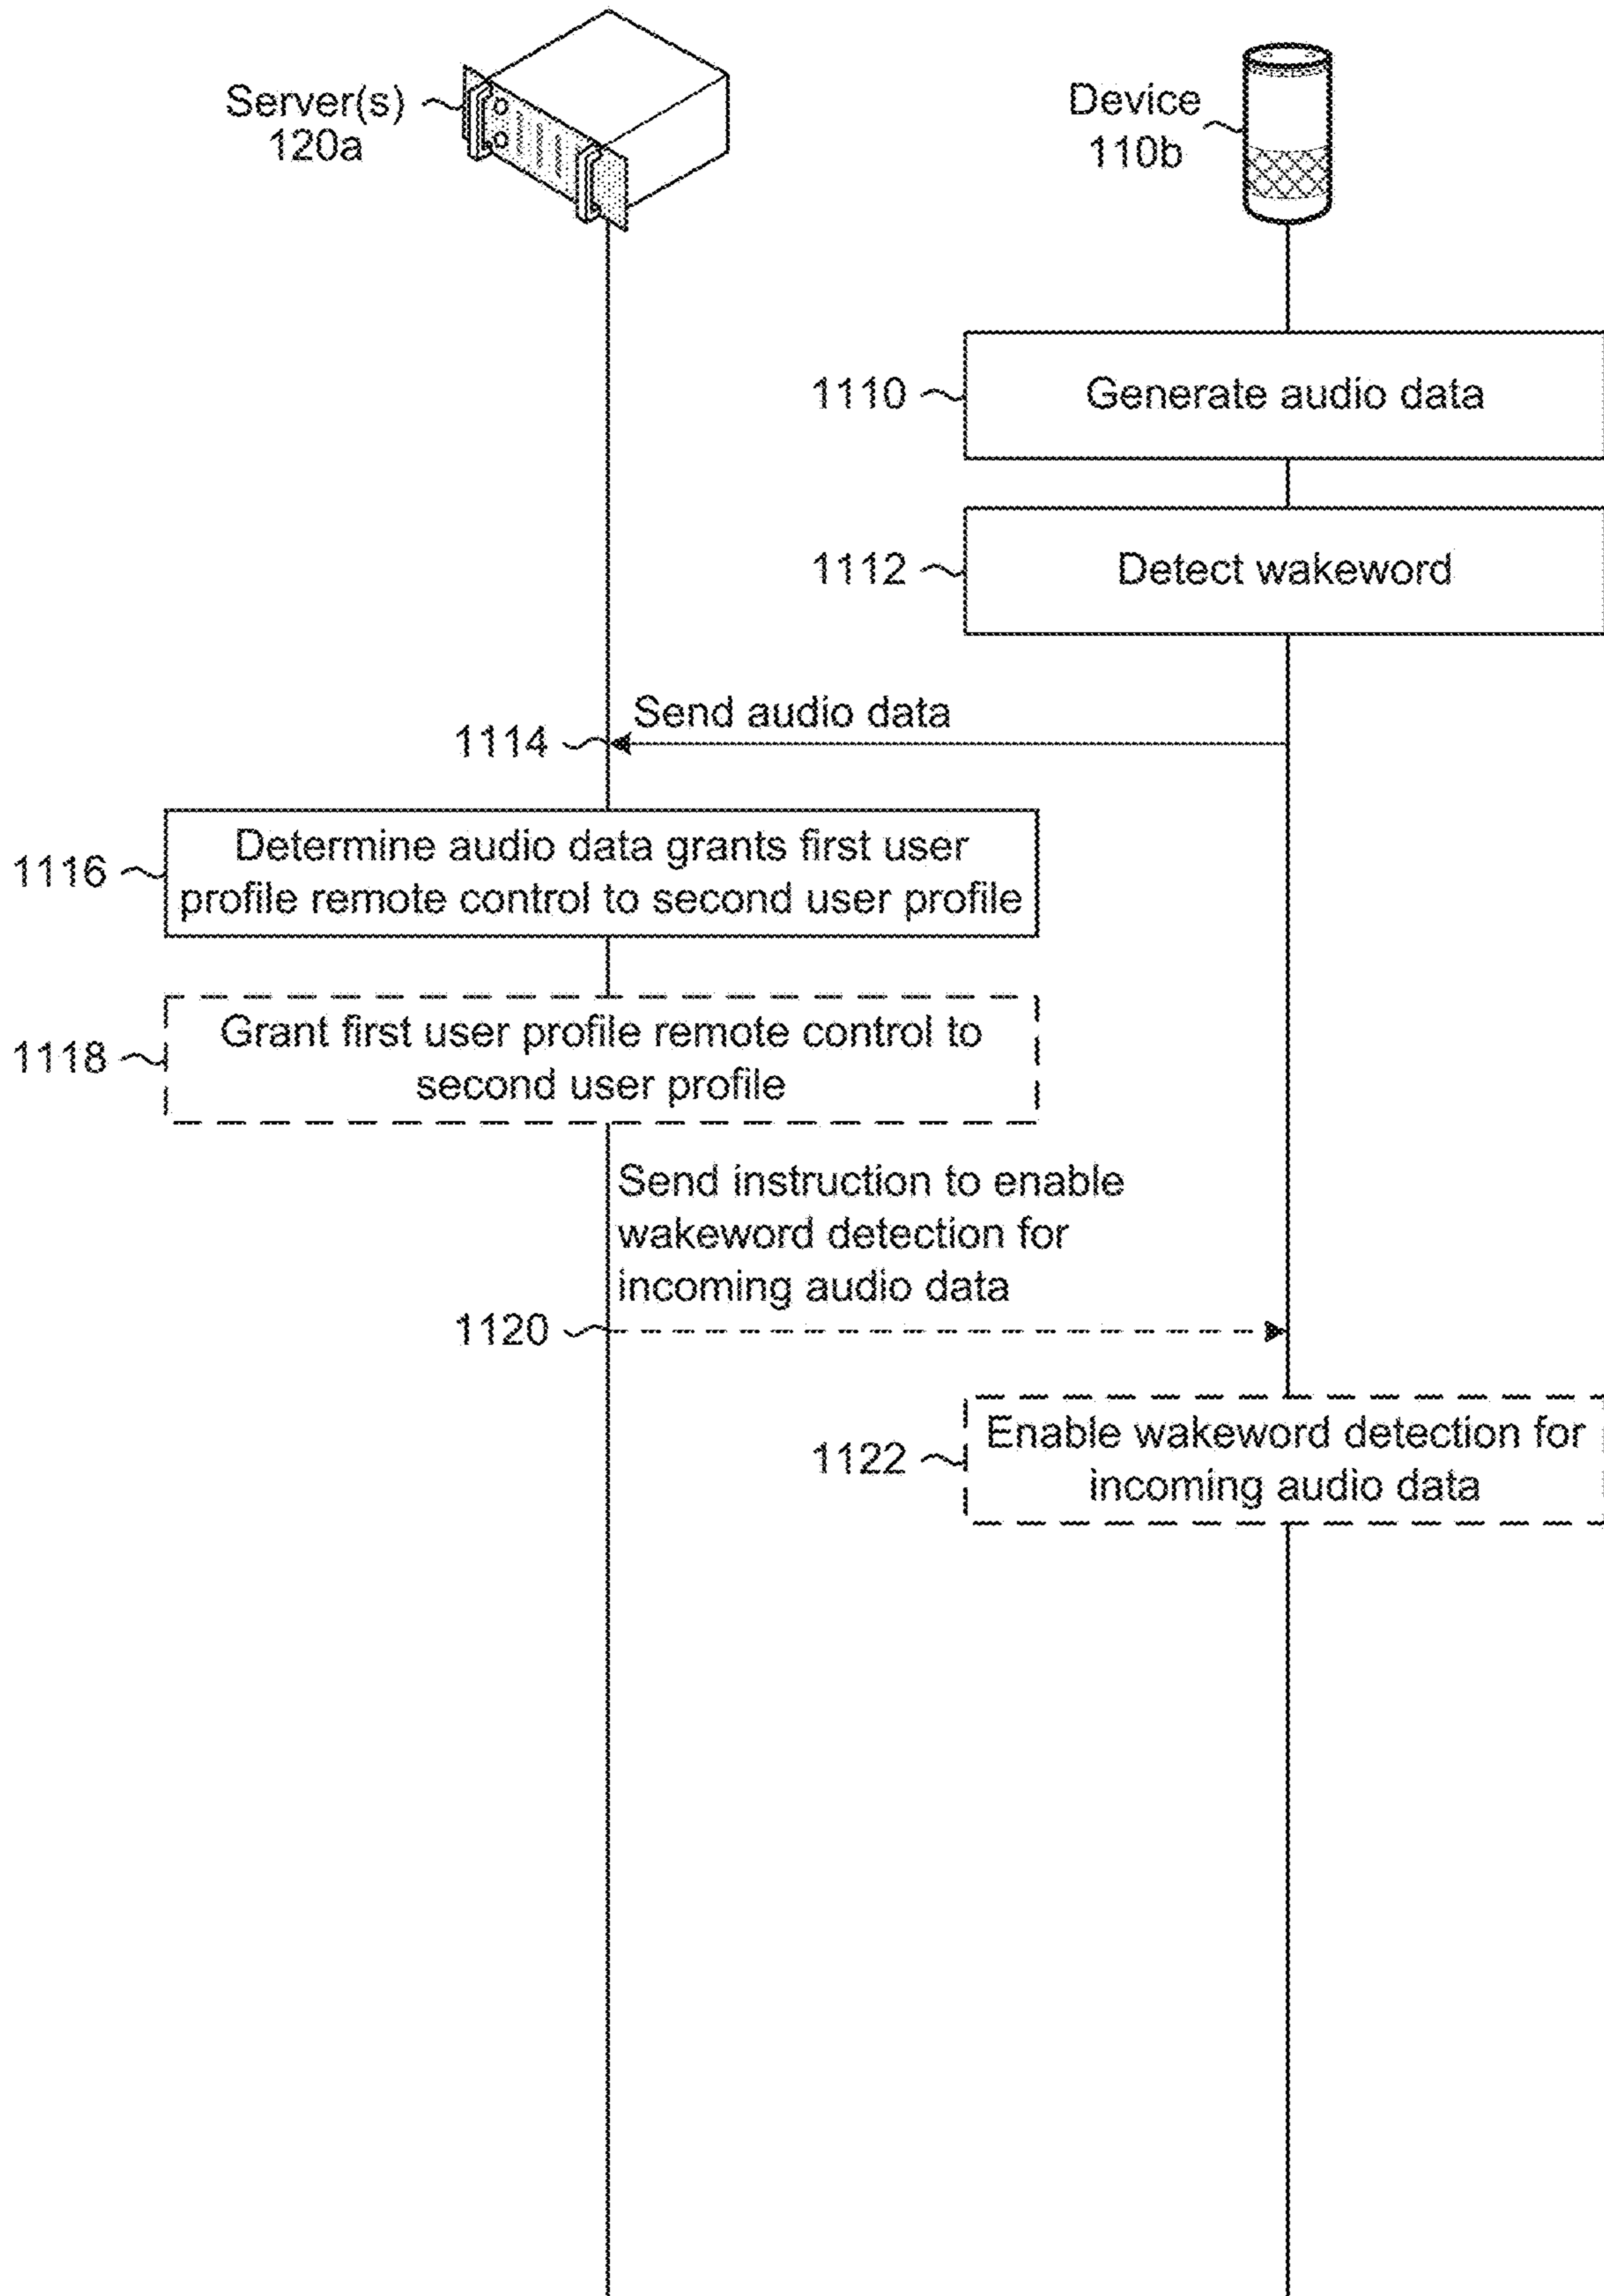 Server(s)
120a
Device
110b
1110
Generate audio data
1112
Detect wakeword
Send audio data
1114
1116
Determine audio data grants first user
profile remote control to second user profile
1118
Grant first user profile remote control to
second user profile
Send instruction to enable
wakeword detection for
incoming audio data
1120
1122
Enable wakeword detection for
incoming audio data